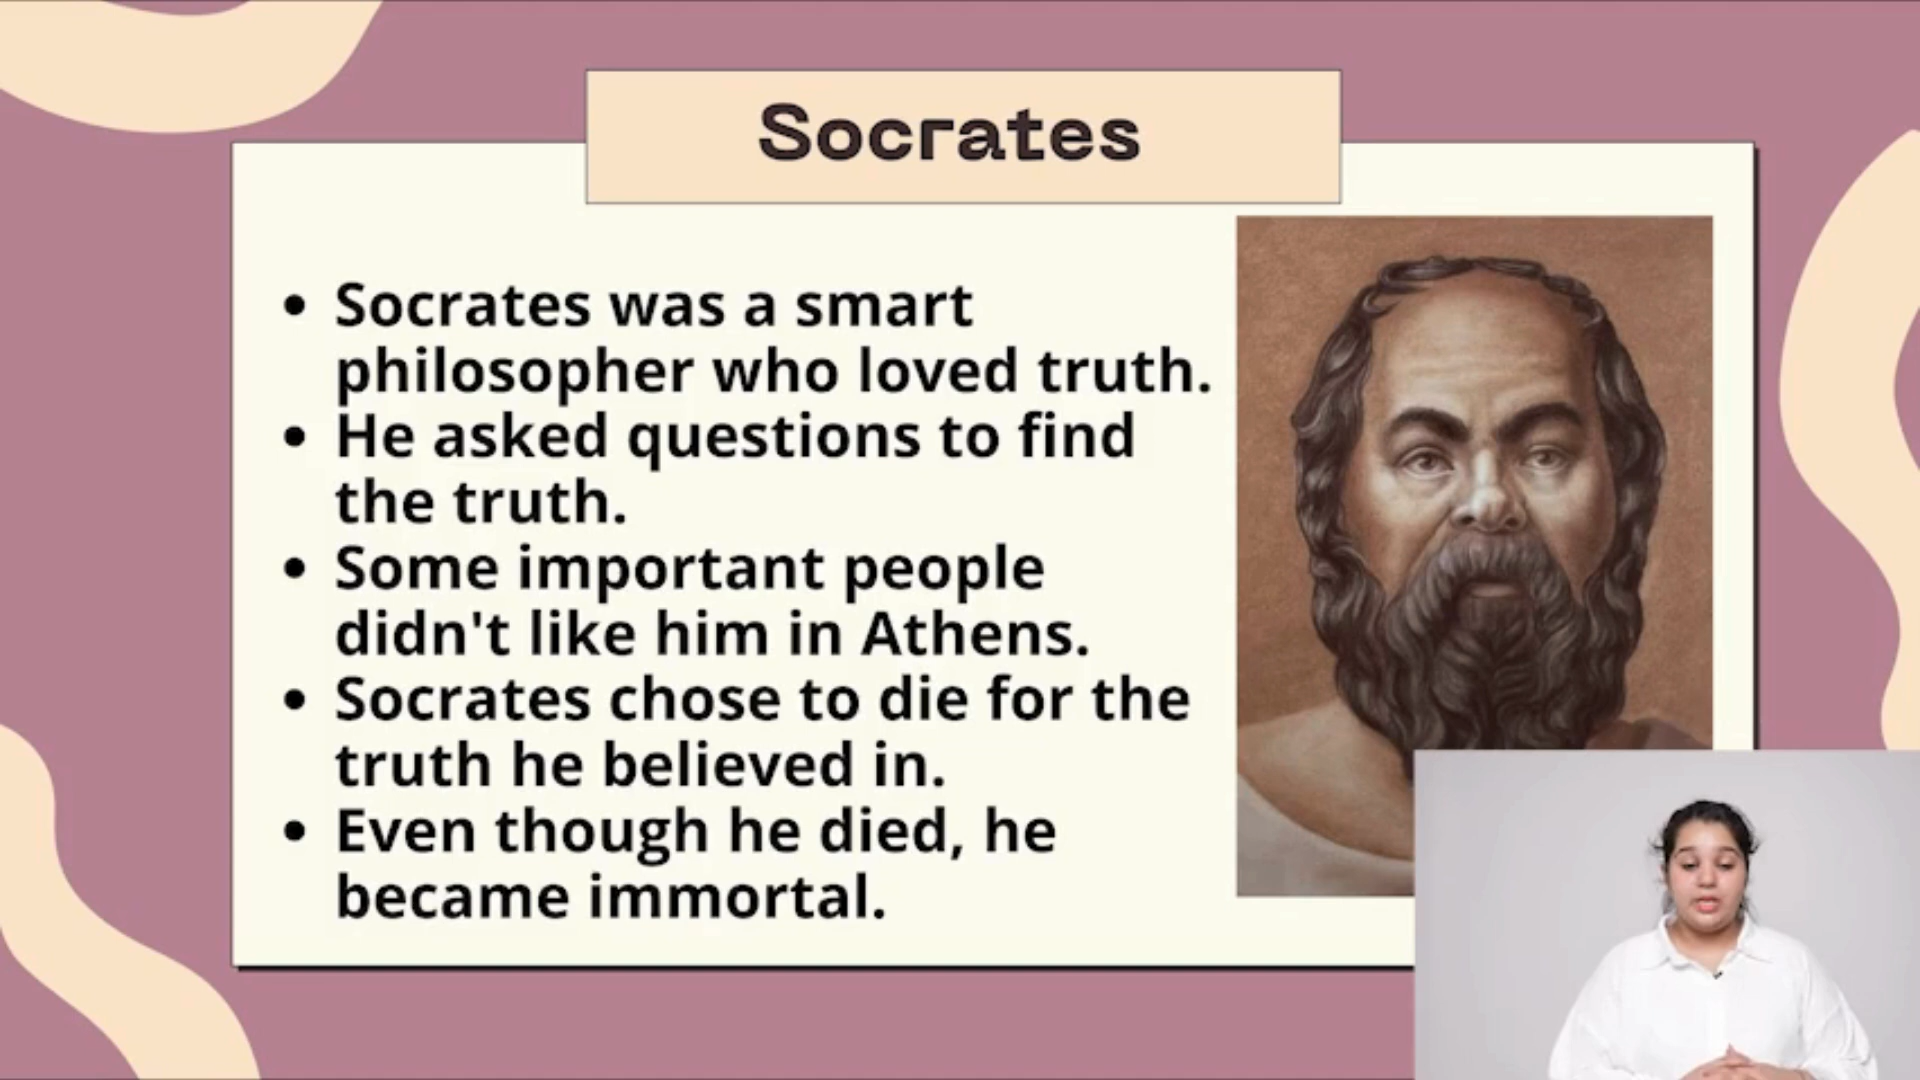 Socrates
• Socrates was a smart
philosopher who loved truth.
• He asked questions to find
the truth.
• Some important people
didn't like him in Athens.
• Socrates chose to die for the
truth he believed in.
• Even though he died, he
became immortal.